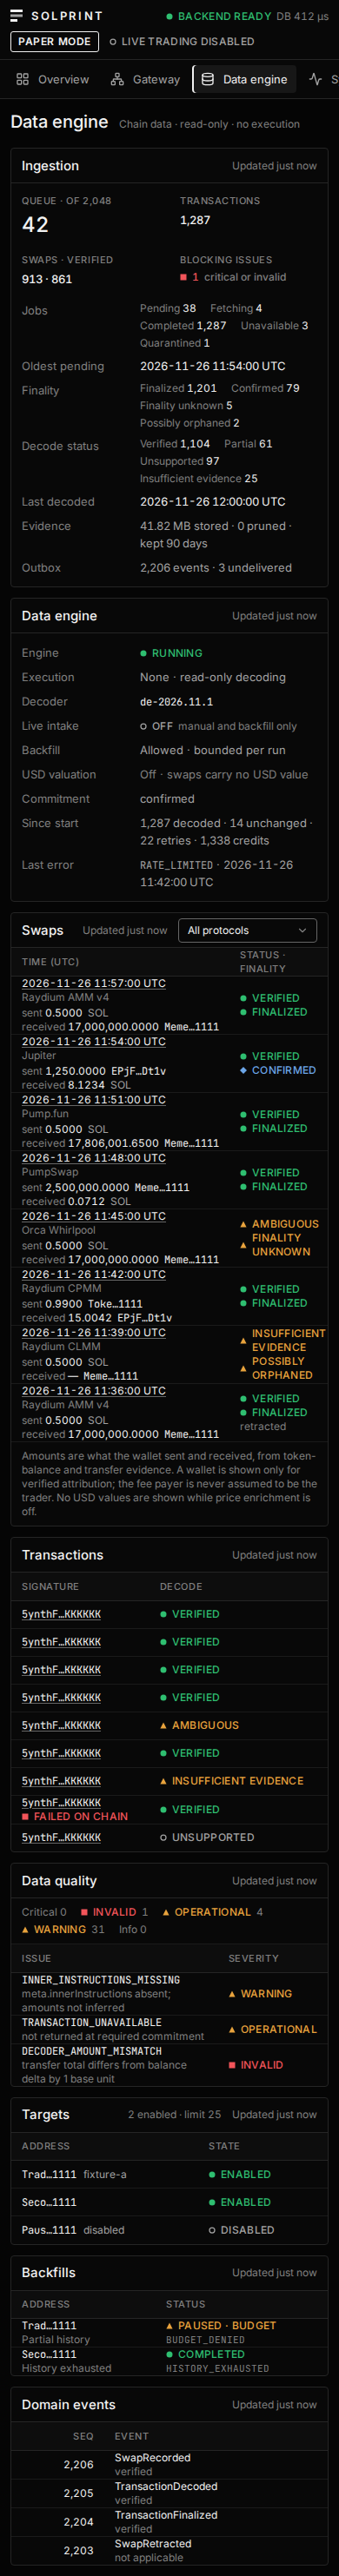 SOLPRINT
BACKEND READY DB 412 µs
PAPER MODE LIVE TRADING DISABLED
Overview Gateway Data engine S
Data engine Chain data · read-only · no execution
Ingestion Updated just now
QUEUE · OF 2,048 TRANSACTIONS
42 1,287
SWAPS · VERIFIED BLOCKING ISSUES
913 · 861 1 critical or invalid
Jobs Pending 38 Fetching 4
Completed 1,287 Unavailable 3
Quarantined 1
Oldest pending 2026-11-26 11:54:00 UTC
Finality Finalized 1,201 Confirmed 79
Finality unknown 5
Possibly orphaned 2
Decode status Verified 1,104 Partial 61
Unsupported 97
Insufficient evidence 25
Last decoded 2026-11-26 12:00:00 UTC
Evidence 41.82 MB stored · 0 pruned ·
kept 90 days
Outbox 2,206 events · 3 undelivered
Data engine Updated just now
Engine RUNNING
Execution None · read-only decoding
Decoder de-2026.11.1
Live intake OFF manual and backfill only
Backfill Allowed · bounded per run
USD valuation Off · swaps carry no USD value
Commitment confirmed
Since start 1,287 decoded · 14 unchanged ·
22 retries · 1,338 credits
Last error RATE_LIMITED · 2026-11-26
11:42:00 UTC
Swaps Updated just now All protocols
TIME (UTC) STATUS ·
FINALITY
2026-11-26 11:57:00 UTC
Raydium AMM v4 VERIFIED
sent 0.5000 SOL FINALIZED
received 17,000,000.0000 Meme…1111
2026-11-26 11:54:00 UTC
Jupiter VERIFIED
sent 1,250.0000 EPjF…Dt1v CONFIRMED
received 8.1234 SOL
2026-11-26 11:51:00 UTC
Pump.fun VERIFIED
sent 0.5000 SOL FINALIZED
received 17,806,001.6500 Meme…1111
2026-11-26 11:48:00 UTC
PumpSwap VERIFIED
sent 2,500,000.0000 Meme…1111 FINALIZED
received 0.0712 SOL
2026-11-26 11:45:00 UTC AMBIGUOUS
Orca Whirlpool FINALITY
sent 0.5000 SOL UNKNOWN
received 17,000,000.0000 Meme…1111
2026-11-26 11:42:00 UTC
Raydium CPMM VERIFIED
sent 0.9900 Toke…1111 FINALIZED
received 15.0042 EPjF…Dt1v
2026-11-26 11:39:00 UTC INSUFFICIENT
Raydium CLMM EVIDENCE
sent 0.5000 SOL POSSIBLY
received — Meme…1111 ORPHANED
2026-11-26 11:36:00 UTC VERIFIED
Raydium AMM v4 FINALIZED
sent 0.5000 SOL retracted
received 17,000,000.0000 Meme…1111
Amounts are what the wallet sent and received, from token-
balance and transfer evidence. A wallet is shown only for
verified attribution; the fee payer is never assumed to be the
trader. No USD values are shown while price enrichment is
off.
Transactions Updated just now
SIGNATURE DECODE
5ynthF…KKKKKK VERIFIED
5ynthF…KKKKKK VERIFIED
5ynthF…KKKKKK VERIFIED
5ynthF…KKKKKK VERIFIED
5ynthF…KKKKKK AMBIGUOUS
5ynthF…KKKKKK VERIFIED
5ynthF…KKKKKK INSUFFICIENT EVIDENCE
5ynthF…KKKKKK VERIFIED
FAILED ON CHAIN
5ynthF…KKKKKK UNSUPPORTED
Data quality Updated just now
Critical 0 INVALID 1 OPERATIONAL 4
WARNING 31 Info 0
ISSUE SEVERITY
INNER_INSTRUCTIONS_MISSING
meta.innerInstructions absent; WARNING
amounts not inferred
TRANSACTION_UNAVAILABLE OPERATIONAL
not returned at required commitment
DECODER_AMOUNT_MISMATCH
transfer total differs from balance INVALID
delta by 1 base unit
Targets 2 enabled · limit 25 Updated just now
ADDRESS STATE
Trad…1111 fixture-a ENABLED
Seco…1111 ENABLED
Paus…1111 disabled DISABLED
Backfills Updated just now
ADDRESS STATUS
Trad…1111 PAUSED · BUDGET
Partial history BUDGET_DENIED
Seco…1111 COMPLETED
History exhausted HISTORY_EXHAUSTED
Domain events Updated just now
SEQ EVENT
2,206 SwapRecorded
verified
2,205 TransactionDecoded
verified
2,204 TransactionFinalized
verified
2,203 SwapRetracted
not applicable